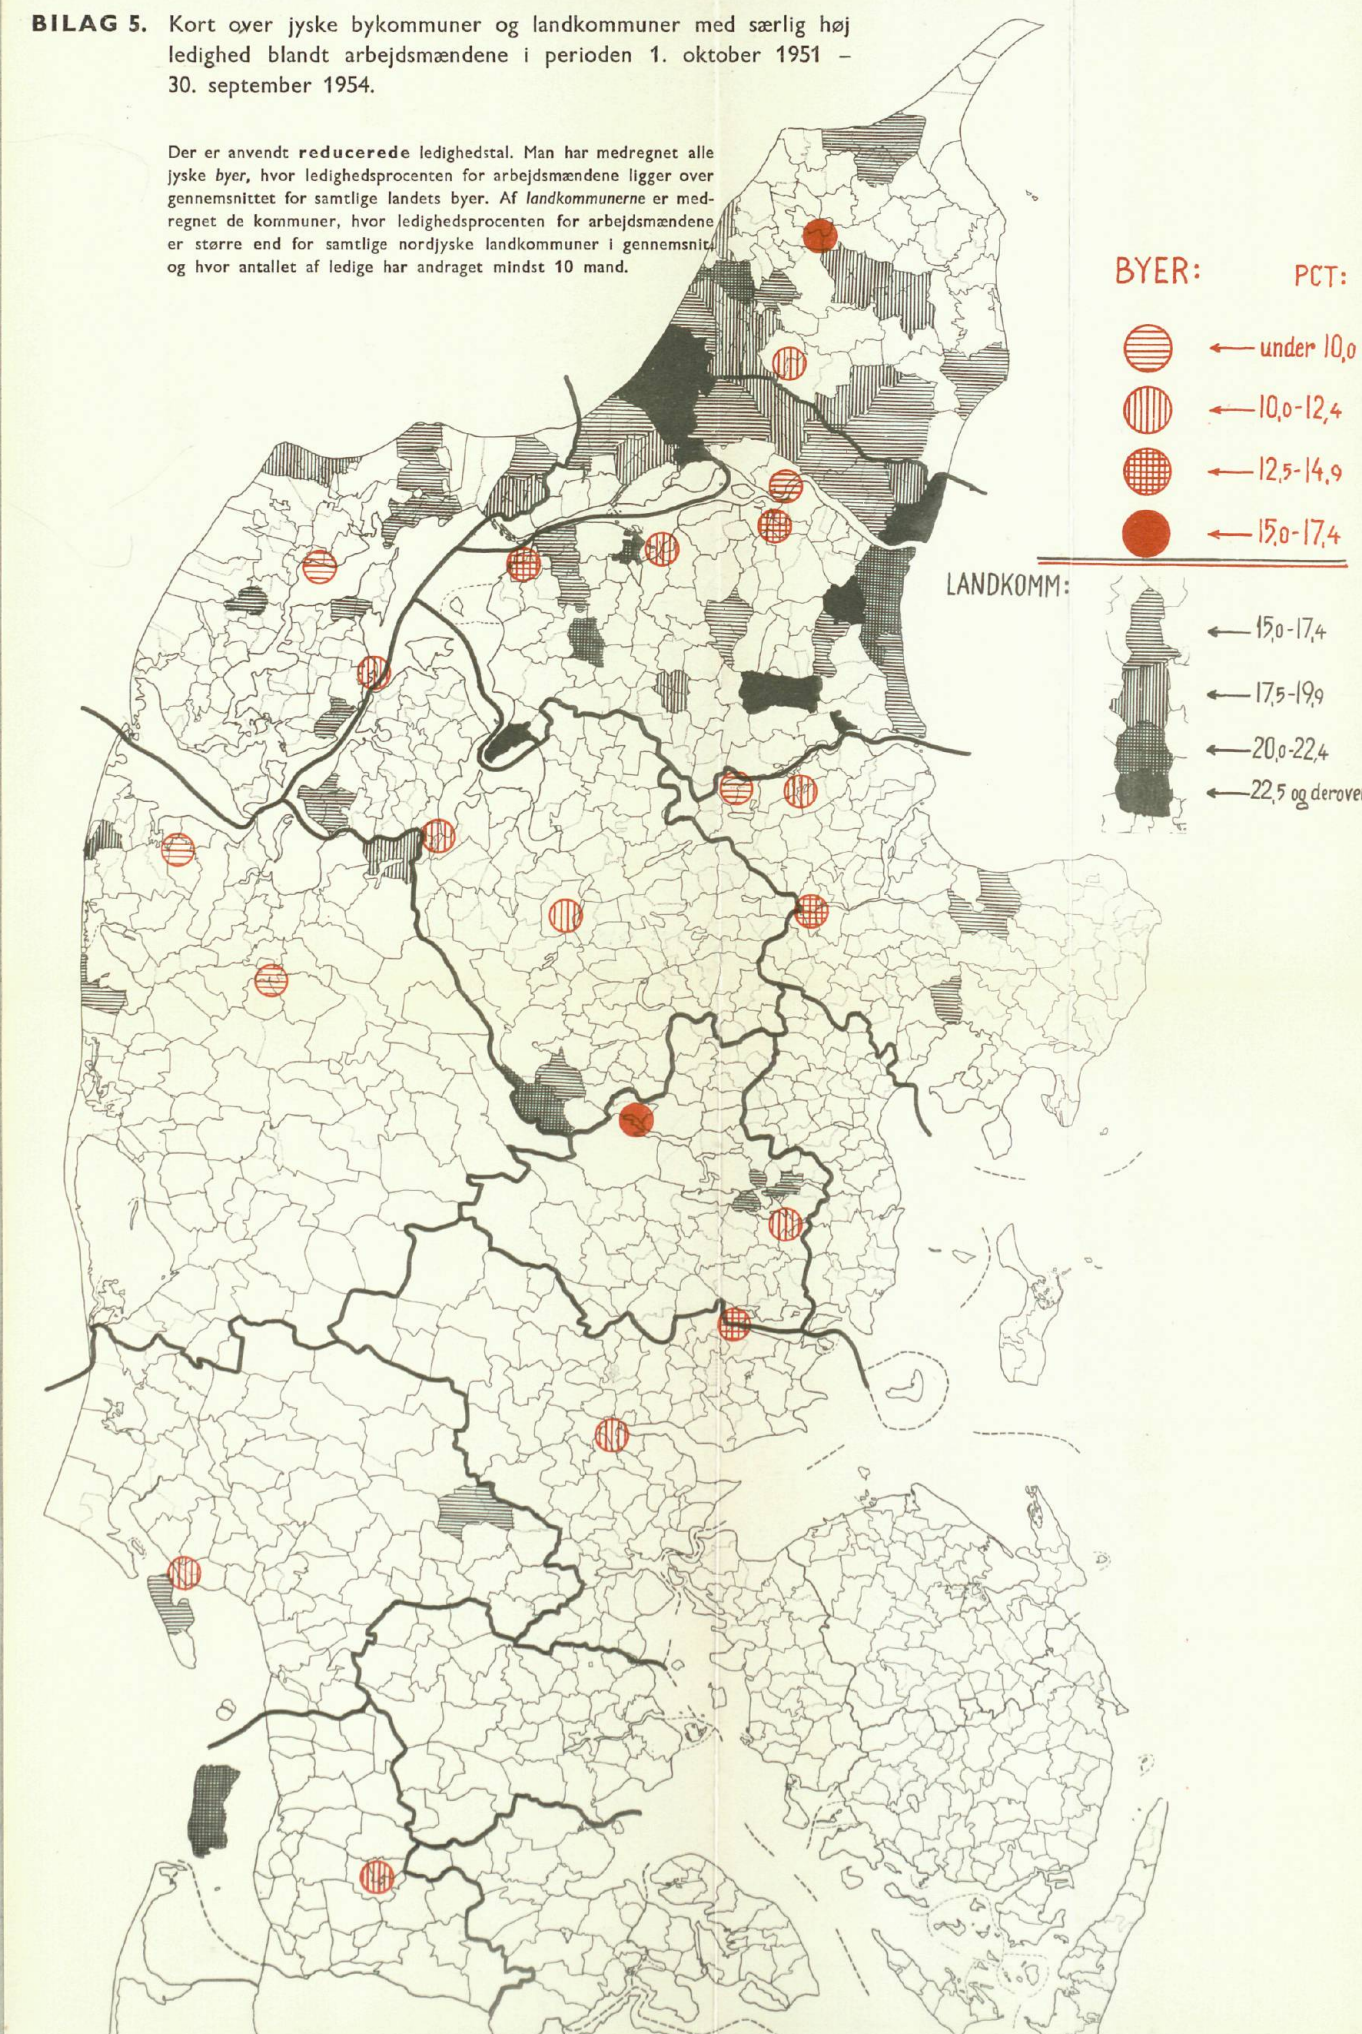 BILAG 5. Kort over jyske bykommuner og landkommuner med særlig høj
ledighed blandt arbejdsmændene i perioden 1. oktober 1951 –
30. september 1954.
Der er anvendt reducerede ledighedstal. Man har medregnet alle
jyske byer, hvor ledighedsprocenten for arbejdsmændene ligger over
gennemsnittet for samtlige landets byer. Af landkommunerne er med-
regnet de kommuner, hvor ledighedsprocenten for arbejdsmændene
er større end for samtlige nordjyske landkommuner i gennemsnit,
og hvor antallet af ledige har andraget mindst 10 mand.
BYER: PCT:
under 10,0
10,0-12,4
12,5-14,9
15,0-17,4
LANDKOMM:
15,0-17,4
17,5-19,9
20,0-22,4
22,5 og derover